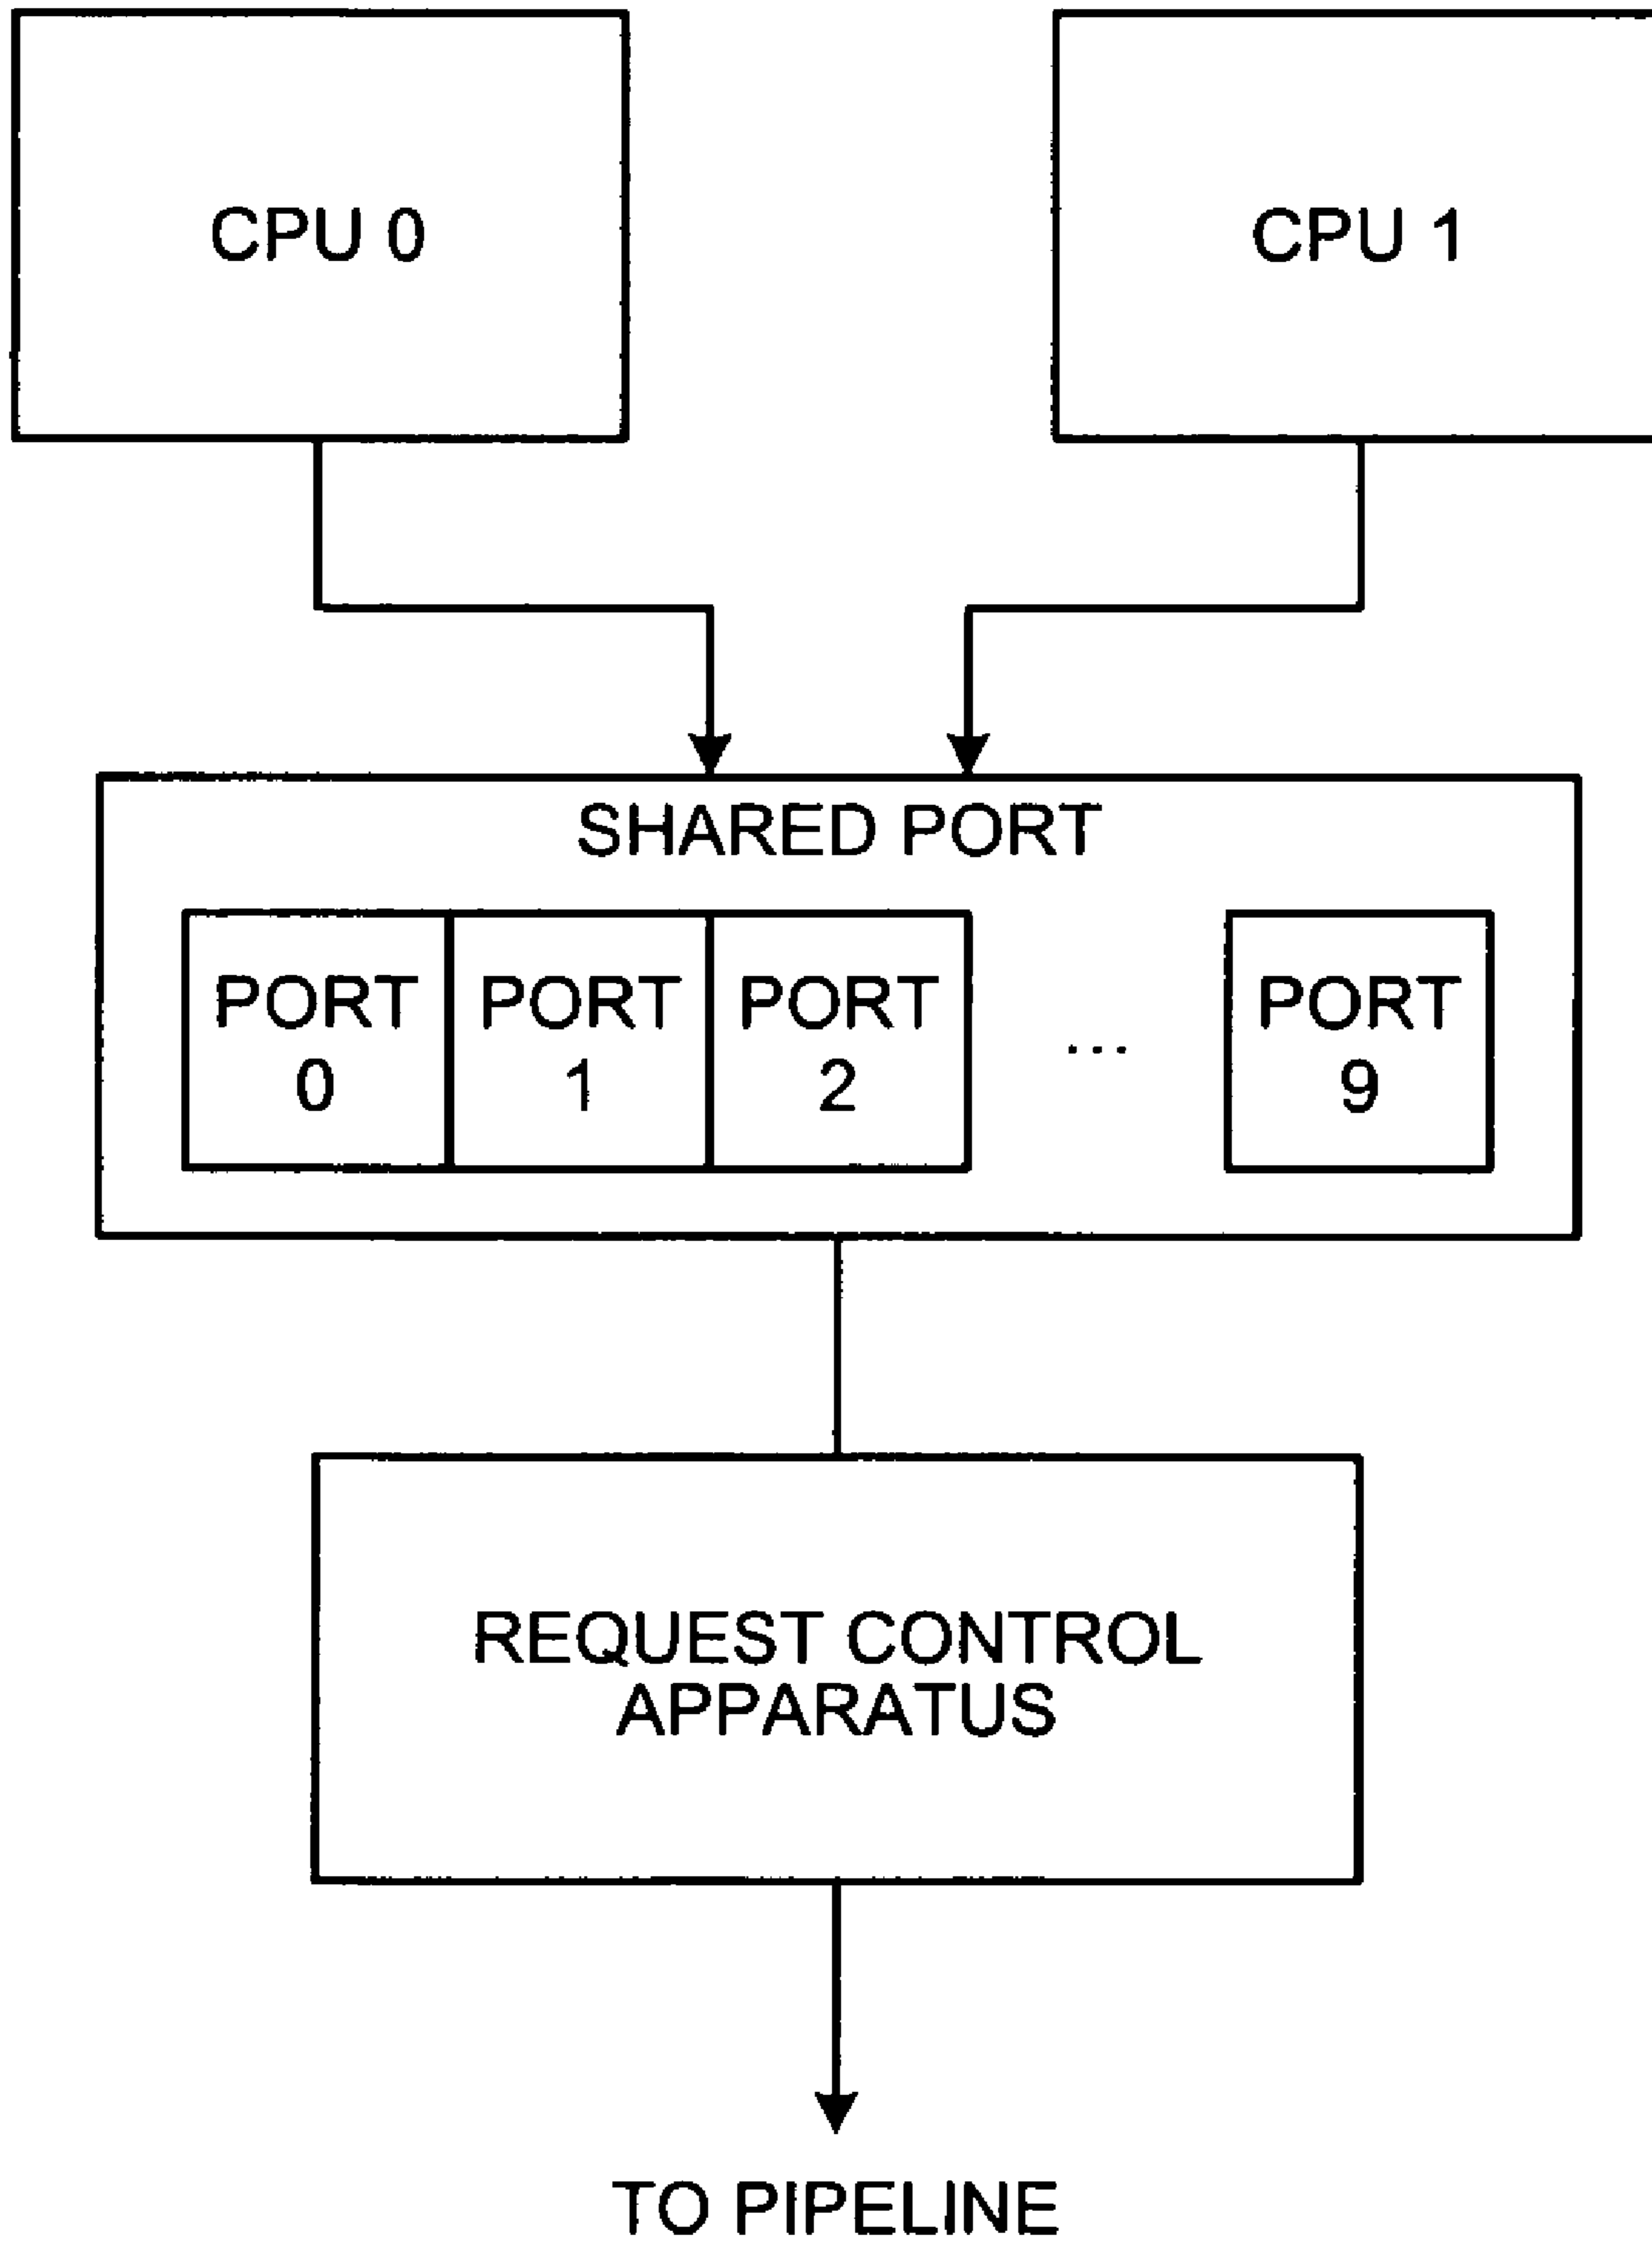 CPU 0
CPU 1
SHARED PORT
PORT 0
PORT 1
PORT 2
...
PORT 9
REQUEST CONTROL
APPARATUS
TO PIPELINE